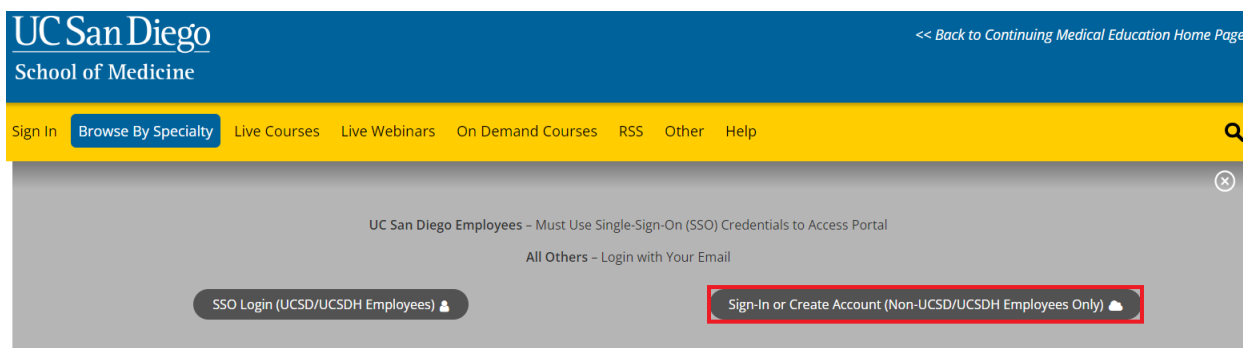 UC San Diego
School of Medicine
<< Back to Continuing Medical Education Home Page
Sign In Browse By Specialty Live Courses Live Webinars On Demand Courses RSS Other Help
UC San Diego Employees – Must Use Single-Sign-On (SSO) Credentials to Access Portal
All Others – Login with Your Email
SSO Login (UCSD/UCSDH Employees)
Sign-In or Create Account (Non-UCSD/UCSDH Employees Only)